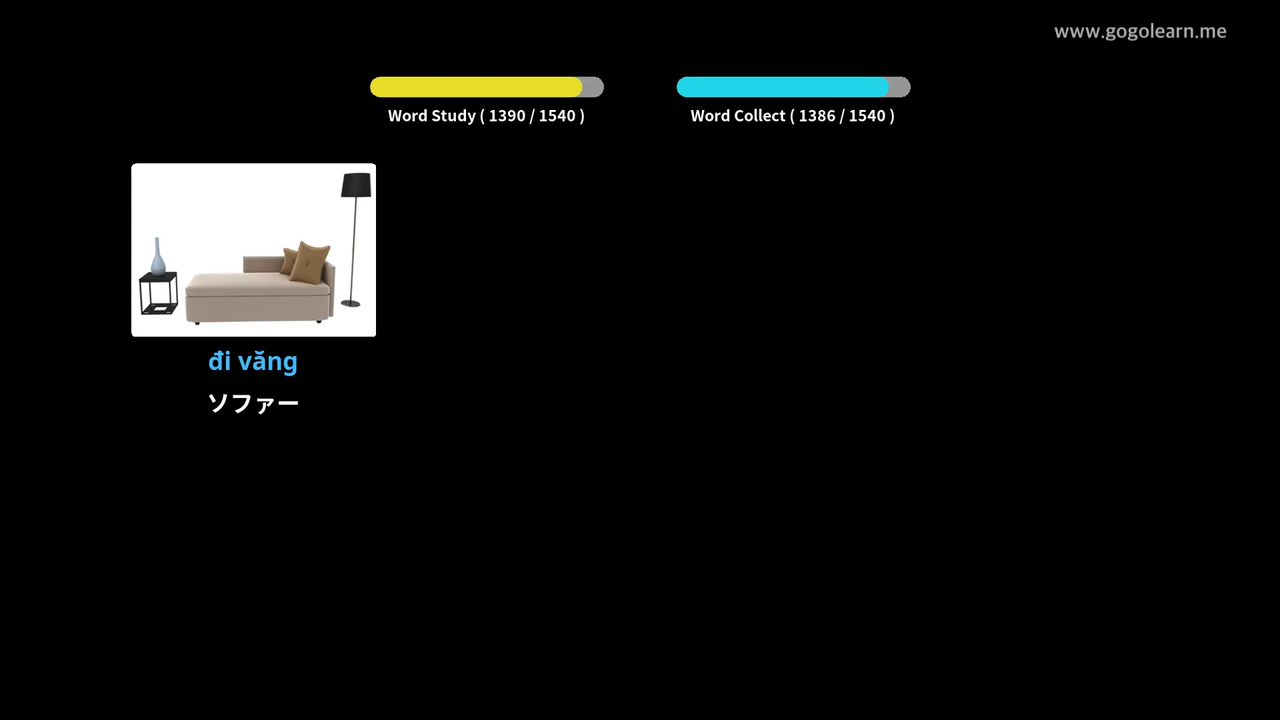 www.gogolearn.me
Word Study ( 1390 / 1540 )
Word Collect ( 1386 / 1540 )
đi văng
ソファー